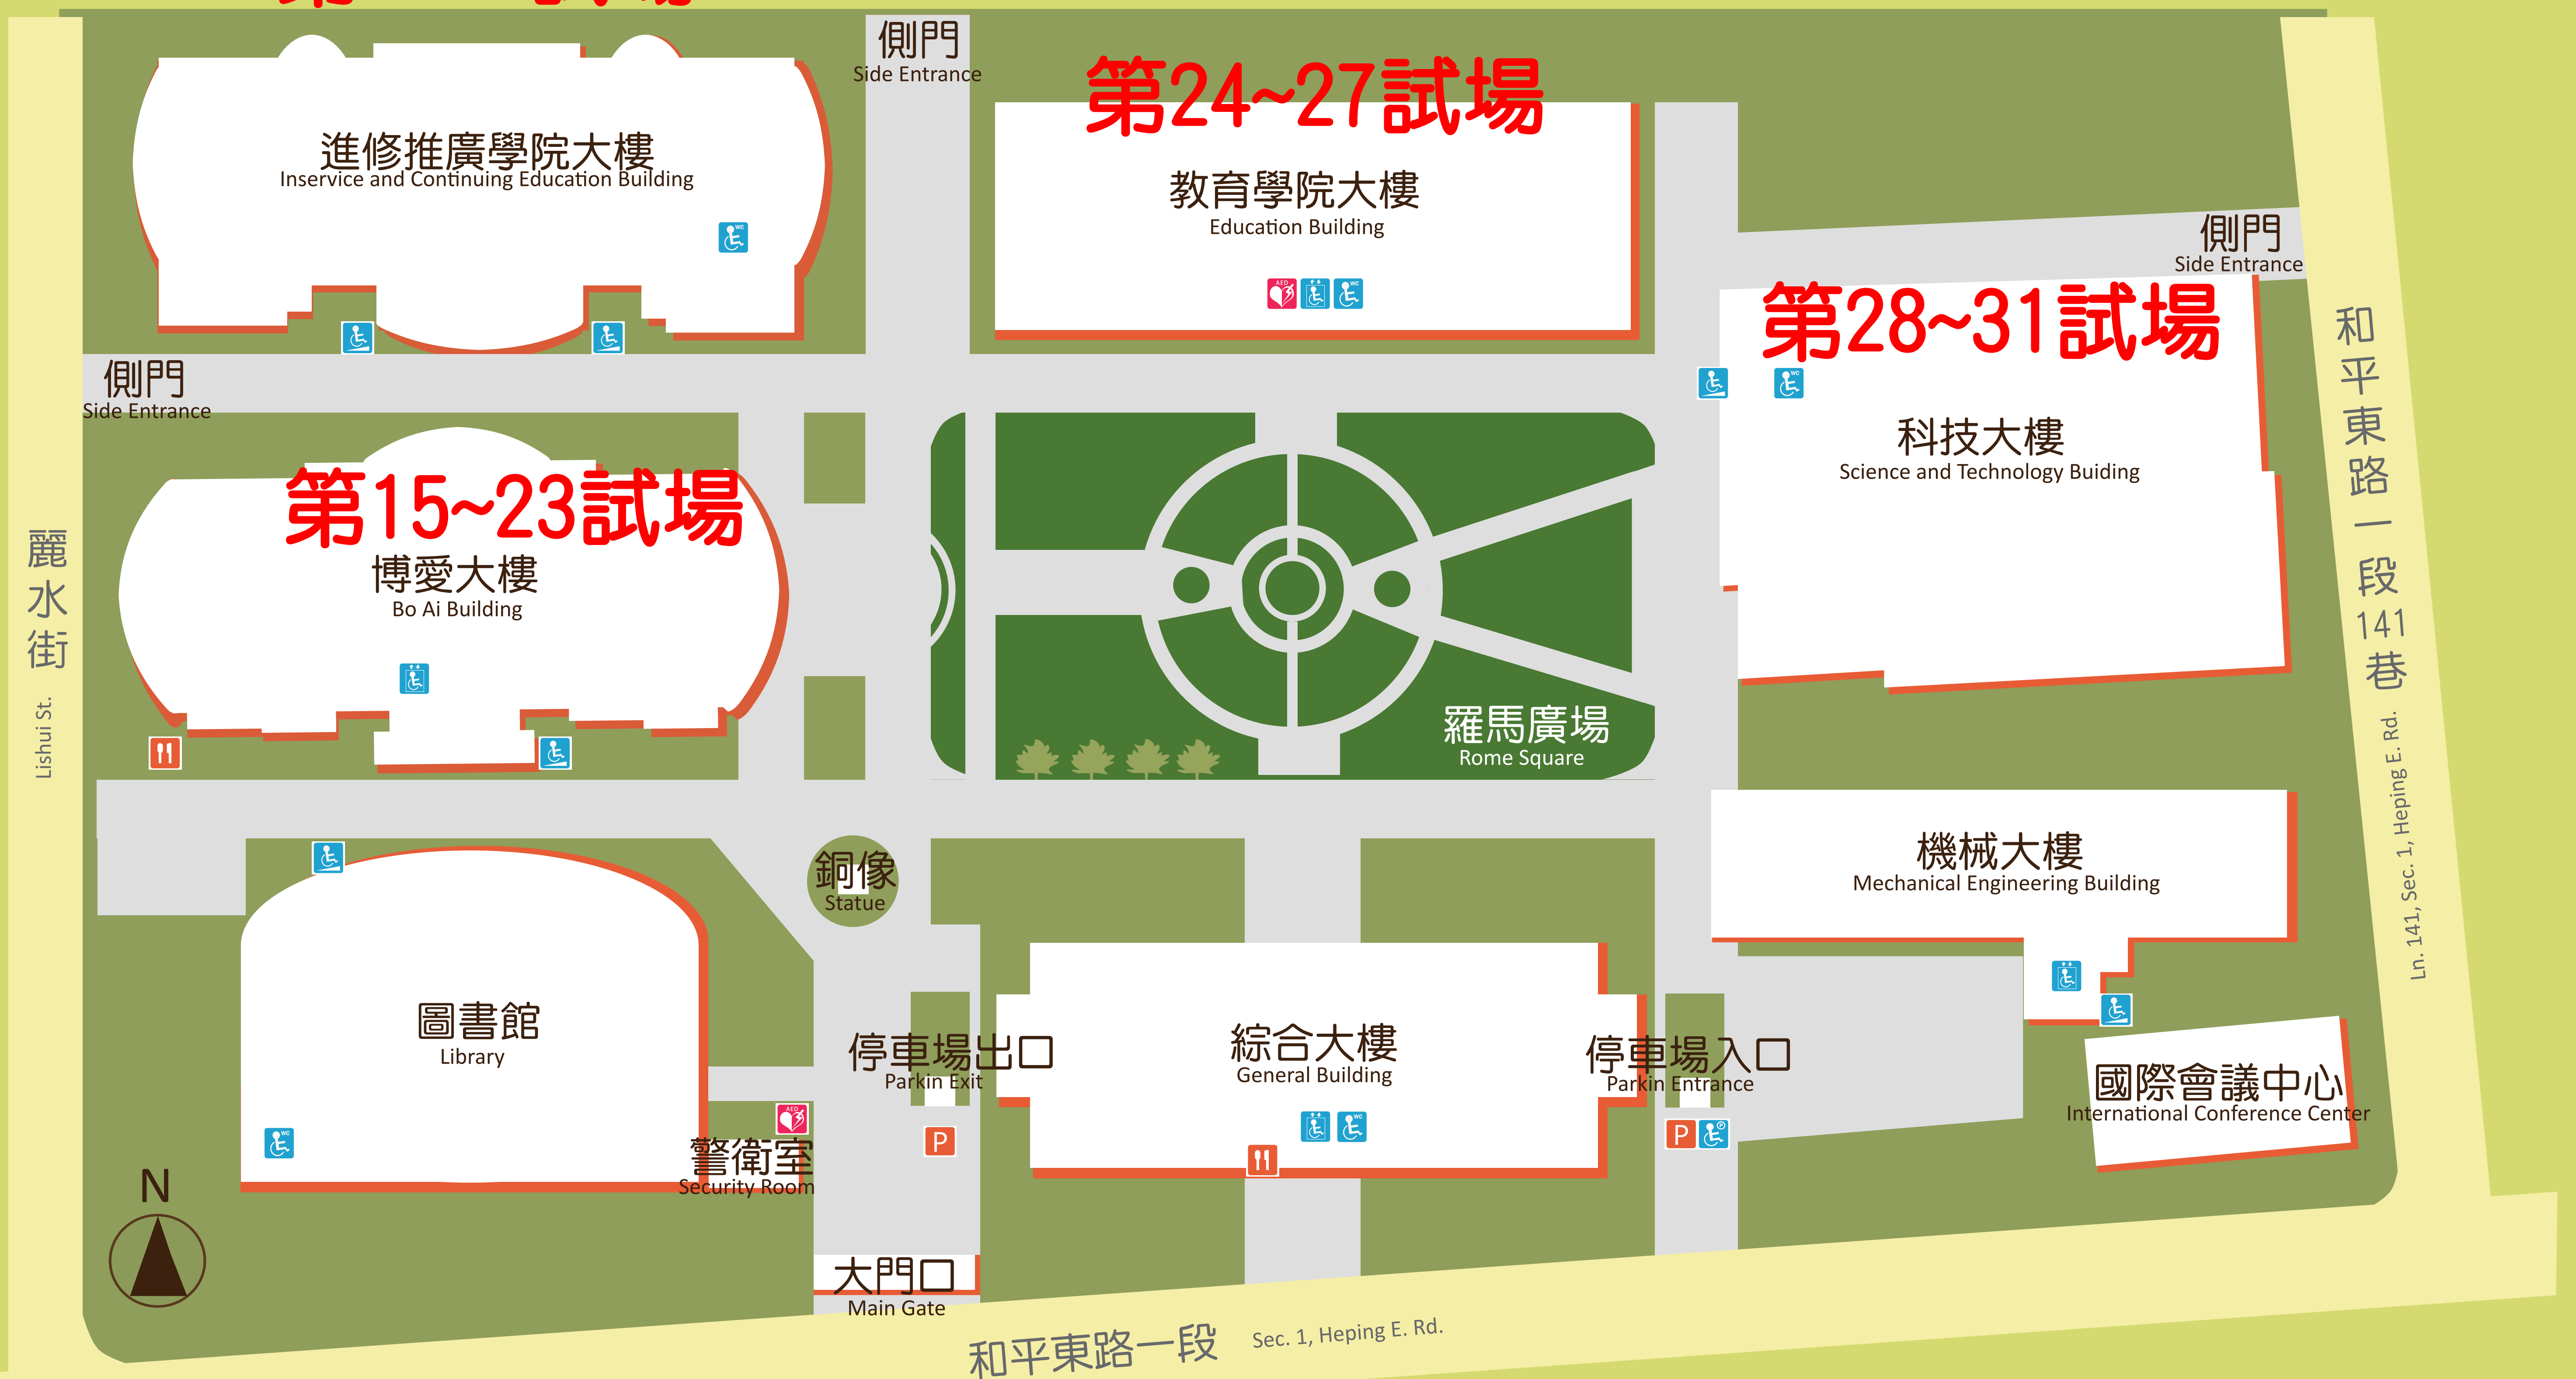 側門
Side Entrance
第24~27試場
進修推廣學院大樓
Inservice and Continuing Education Building
WC
教育學院大樓
Education Building
AED
WC
側門
Side Entrance
第28~31試場
WC
科技大樓
Science and Technology Buiding
側門
Side Entrance
第15~23試場
博愛大樓
Bo Ai Building
麗水街
Lishui St.
和平東路一段141巷
Ln. 141, Sec. 1, Heping E. Rd.
羅馬廣場
Rome Square
銅像
Statue
機械大樓
Mechanical Engineering Building
圖書館
Library
WC
停車場出口
Parkin Exit
P
綜合大樓
General Building
WC
停車場入口
Parkin Entrance
P
P
國際會議中心
International Conference Center
AED
警衛室
Security Room
N
大門口
Main Gate
和平東路一段
Sec. 1, Heping E. Rd.